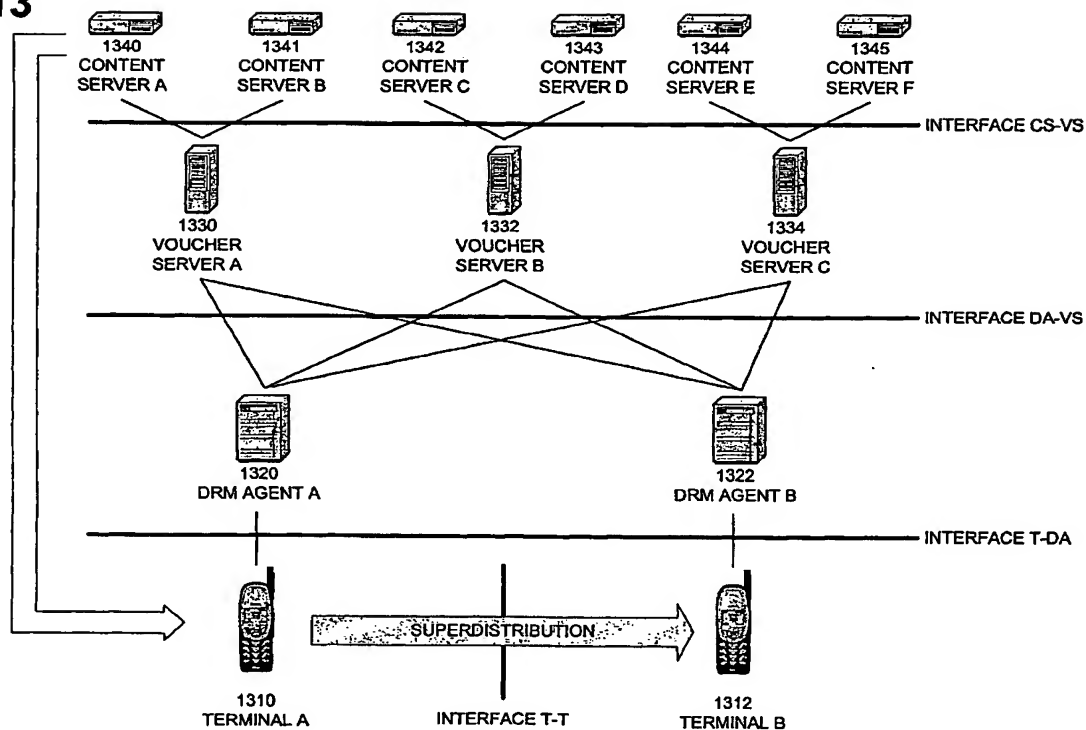 13
1340
CONTENT
SERVER A
1341
CONTENT
SERVER B
1342
CONTENT
SERVER C
1343
CONTENT
SERVER D
1344
CONTENT
SERVER E
1345
CONTENT
SERVER F
INTERFACE CS-VS
1330
VOUCHER
SERVER A
1332
VOUCHER
SERVER B
1334
VOUCHER
SERVER C
INTERFACE DA-VS
1320
DRM AGENT A
1322
DRM AGENT B
INTERFACE T-DA
SUPERDISTRIBUTION
1310
TERMINAL A
INTERFACE T-T
1312
TERMINAL B